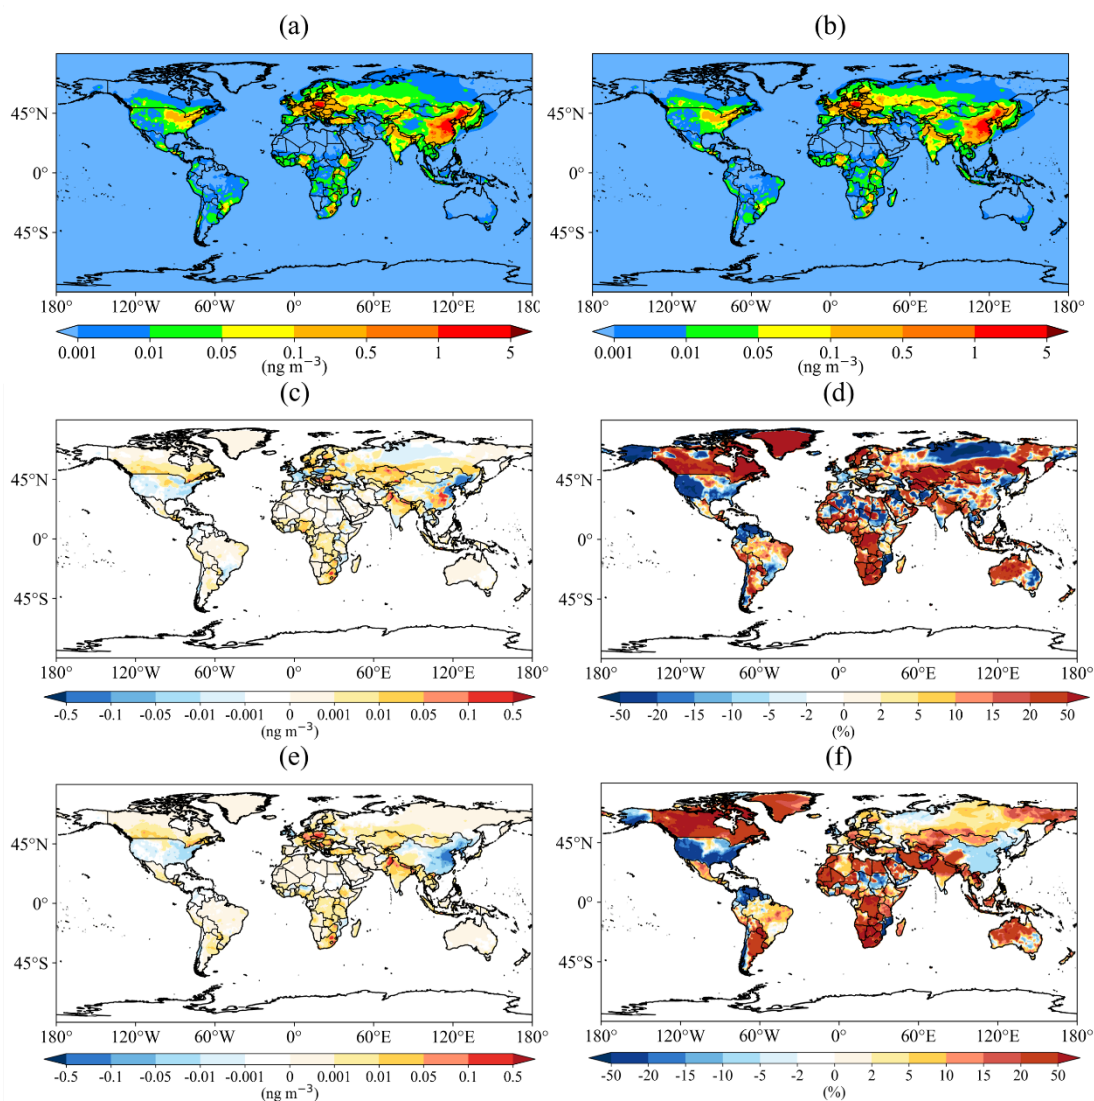 (a) (b)
45°N 45°N
0° 0°
45°S 45°S
180° 120°W 60°W 0° 60°E 120°E 180° 180° 120°W 60°W 0° 60°E 120°E 180°
0.001 0.01 0.05 0.1 0.5 1 5 0.001 0.01 0.05 0.1 0.5 1 5
(ng m⁻³) (ng m⁻³)
(c) (d)
45°N 45°N
0° 0°
45°S 45°S
180° 120°W 60°W 0° 60°E 120°E 180° 180° 120°W 60°W 0° 60°E 120°E 180°
-0.5 -0.1 -0.05 -0.01 -0.001 0 0.001 0.01 0.05 0.1 0.5 -50 -20 -15 -10 -5 -2 0 2 5 10 15 20 50
(ng m⁻³) (%)
(e) (f)
45°N 45°N
0° 0°
45°S 45°S
180° 120°W 60°W 0° 60°E 120°E 180° 180° 120°W 60°W 0° 60°E 120°E 180°
-0.5 -0.1 -0.05 -0.01 -0.001 0 0.001 0.01 0.05 0.1 0.5 -50 -20 -15 -10 -5 -2 0 2 5 10 15 20 50
(ng m⁻³) (%)